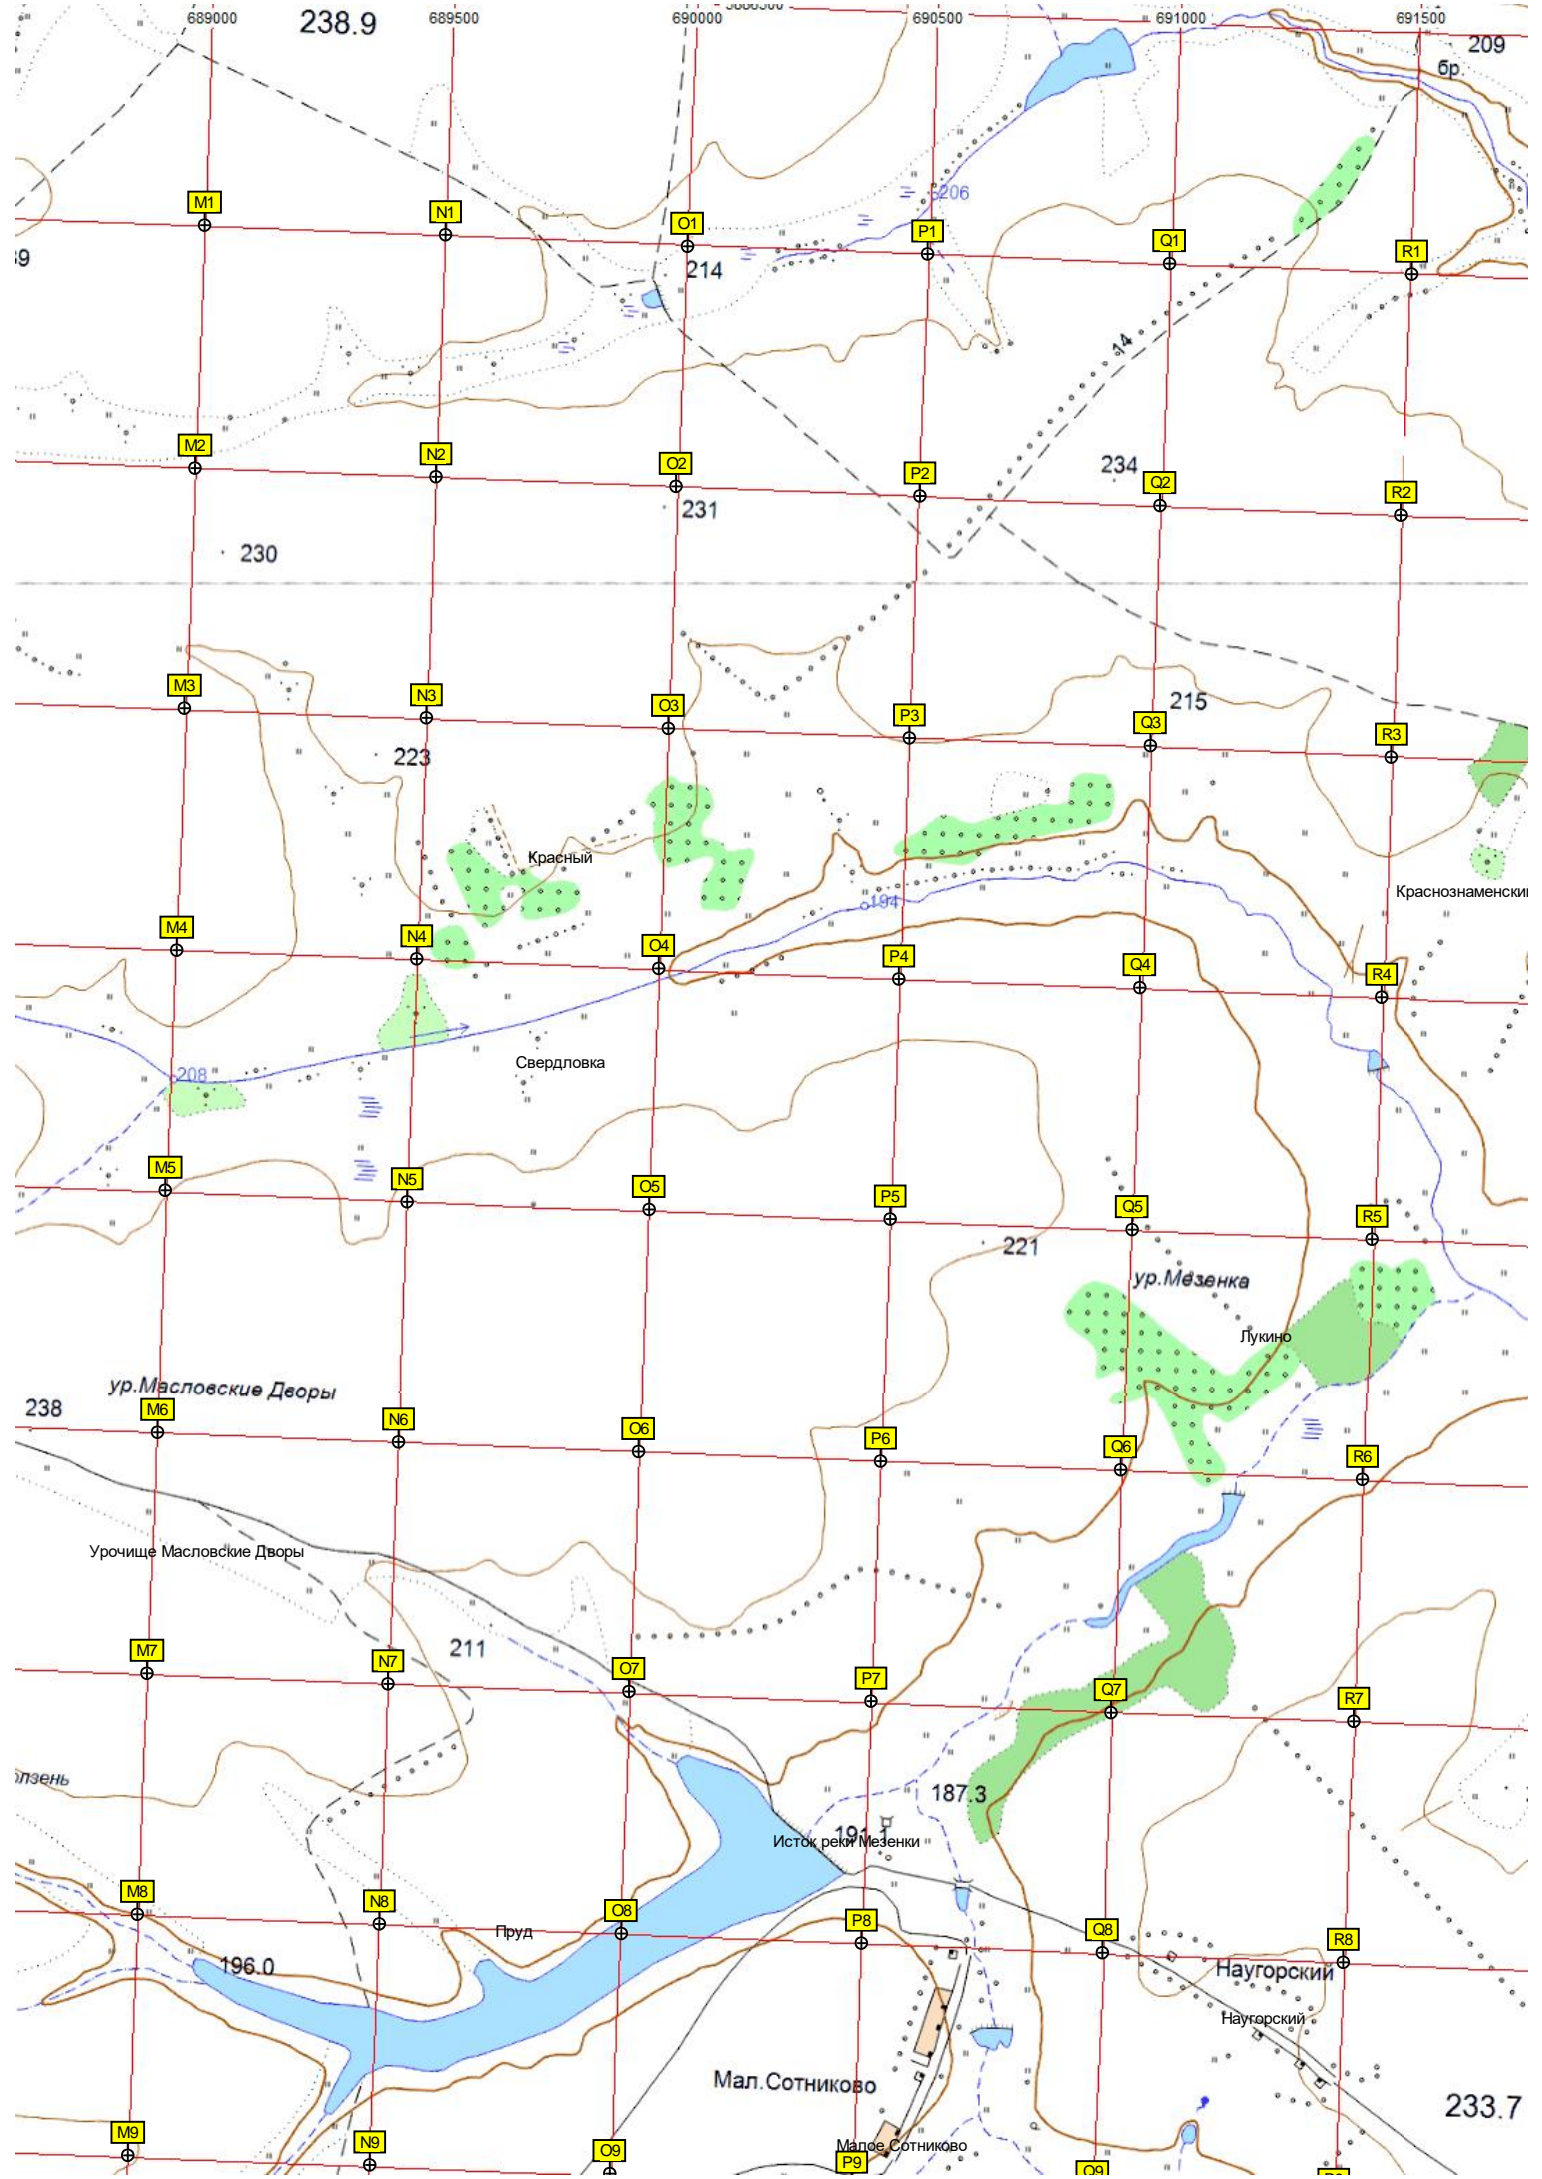 689000 689500 690000 690500 691000 691500
238.9
209
бр.
M1 N1 O1 P1 Q1 R1
206
214
14
M2 N2 O2 P2 Q2 R2
234
231
230
M3 N3 O3 P3 Q3 R3
215
223
Красный
Краснознаменски
194
M4 N4 O4 P4 Q4 R4
Свердловка
208
M5 N5 O5 P5 Q5 R5
221
ур.Мезенка
Лукино
ур.Масловские Дворы
238
M6 N6 O6 P6 Q6 R6
Урочище Масловские Дворы
211
M7 N7 O7 P7 Q7 R7
187.3
191.1
Исток реки Мезенки
M8 N8 O8 P8 Q8 R8
Пруд
196.0
Наугорский
Наугорский
Мал.Сотниково
233.7
Малое Сотниково
M9 N9 O9 P9 Q9